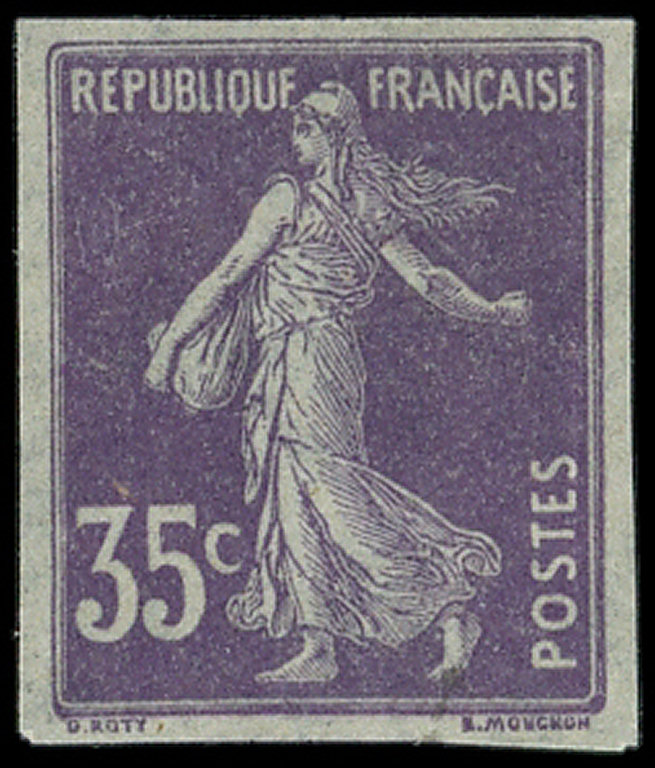 REPUBLIQUE FRANÇAISE
35c
POSTES
O. ROTY
E. MOUCHON